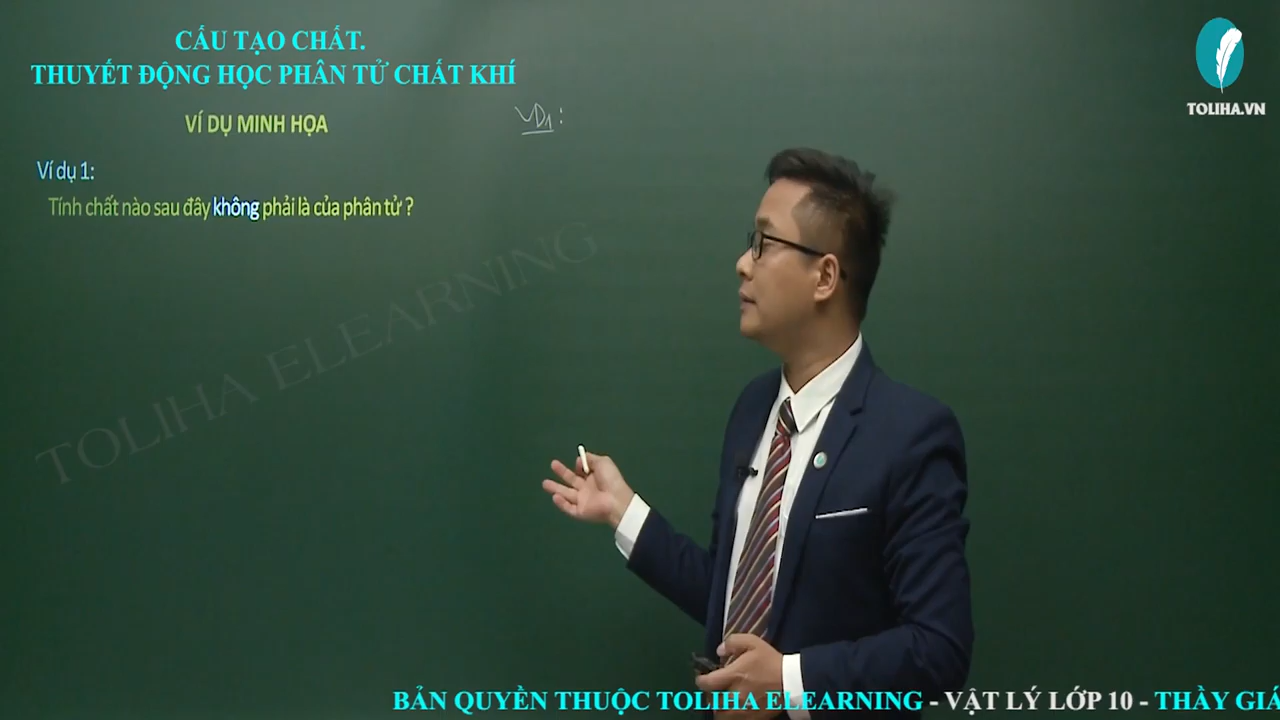 CẤU TẠO CHẤT.
THUYẾT ĐỘNG HỌC PHÂN TỬ CHẤT KHÍ
VÍ DỤ MINH HỌA
VD1:
Ví dụ 1:
Tính chất nào sau đây không phải là của phân tử ?
TOLIHA ELEARNING
TOLIHA.VN
BẢN QUYỀN THUỘC TOLIHA ELEARNING - VẬT LÝ LỚP 10 - THẦY GIÁ